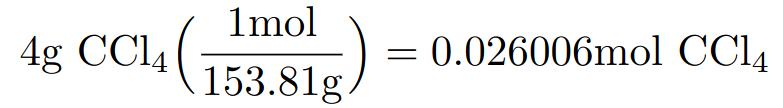 4g CCl₄(1mol/153.81g) = 0.026006mol CCl₄